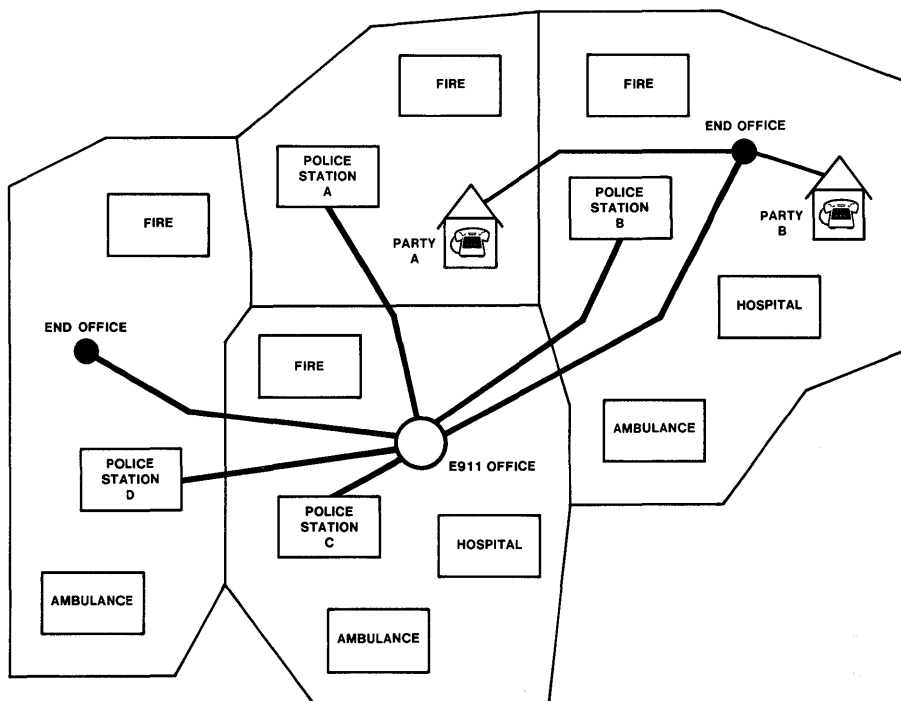 FIRE
FIRE
END OFFICE
POLICE
STATION
A
POLICE
STATION
B
PARTY
A
PARTY
B
FIRE
HOSPITAL
END OFFICE
FIRE
AMBULANCE
E911 OFFICE
POLICE
STATION
D
POLICE
STATION
C
HOSPITAL
AMBULANCE
AMBULANCE